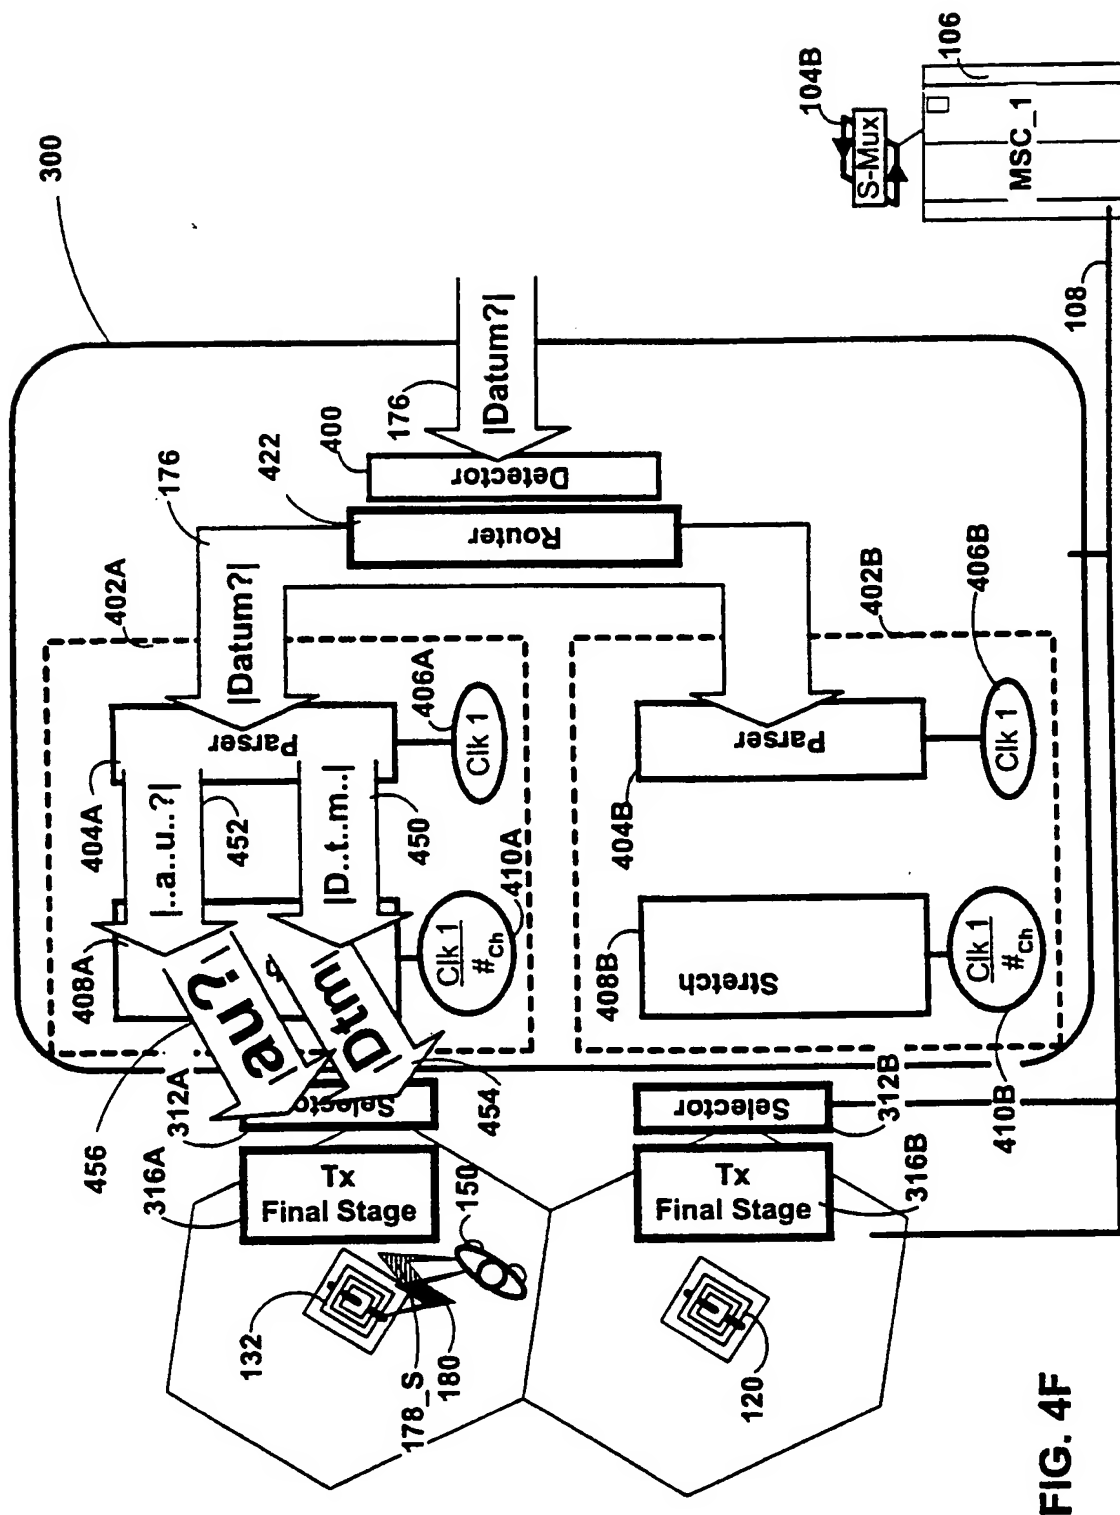 300
104B
S-Mux
106
MSC_1
108
176
|Datum?|
400
Detector
422
Router
176
|Datum?|
402A
402B
404A
Parser
406A
Clk 1
404B
Parser
406B
Clk 1
|..a..u..?|
452
|D..t..m..|
450
408A
410A
Clk 1
#Ch
408B
Stretch
Clk 1
#Ch
410B
|au?|
|Dtm|
456
454
312A
Selector
312B
Selector
316A
Tx
Final Stage
316B
Tx
Final Stage
132
150
178_S
180
120
FIG. 4F